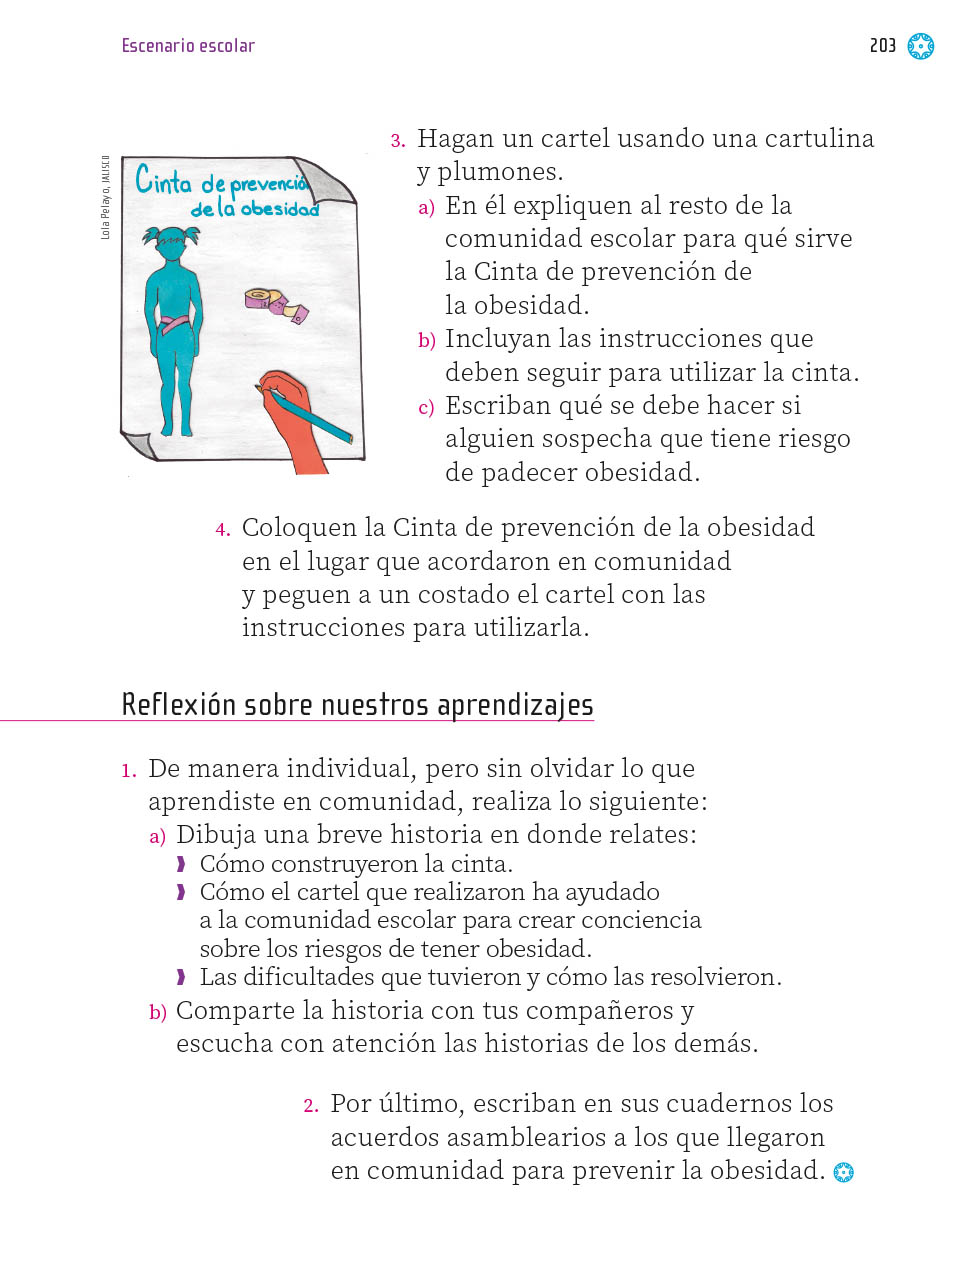 Escenario escolar
203
Lola Pelayo, JALISCO
Cinta de prevención
de la obesidad
3. Hagan un cartel usando una cartulina
y plumones.
a) En él expliquen al resto de la
comunidad escolar para qué sirve
la Cinta de prevención de
la obesidad.
b) Incluyan las instrucciones que
deben seguir para utilizar la cinta.
c) Escriban qué se debe hacer si
alguien sospecha que tiene riesgo
de padecer obesidad.
4. Coloquen la Cinta de prevención de la obesidad
en el lugar que acordaron en comunidad
y peguen a un costado el cartel con las
instrucciones para utilizarla.
Reflexión sobre nuestros aprendizajes
1. De manera individual, pero sin olvidar lo que
aprendiste en comunidad, realiza lo siguiente:
a) Dibuja una breve historia en donde relates:
Cómo construyeron la cinta.
Cómo el cartel que realizaron ha ayudado
a la comunidad escolar para crear conciencia
sobre los riesgos de tener obesidad.
Las dificultades que tuvieron y cómo las resolvieron.
b) Comparte la historia con tus compañeros y
escucha con atención las historias de los demás.
2. Por último, escriban en sus cuadernos los
acuerdos asamblearios a los que llegaron
en comunidad para prevenir la obesidad.